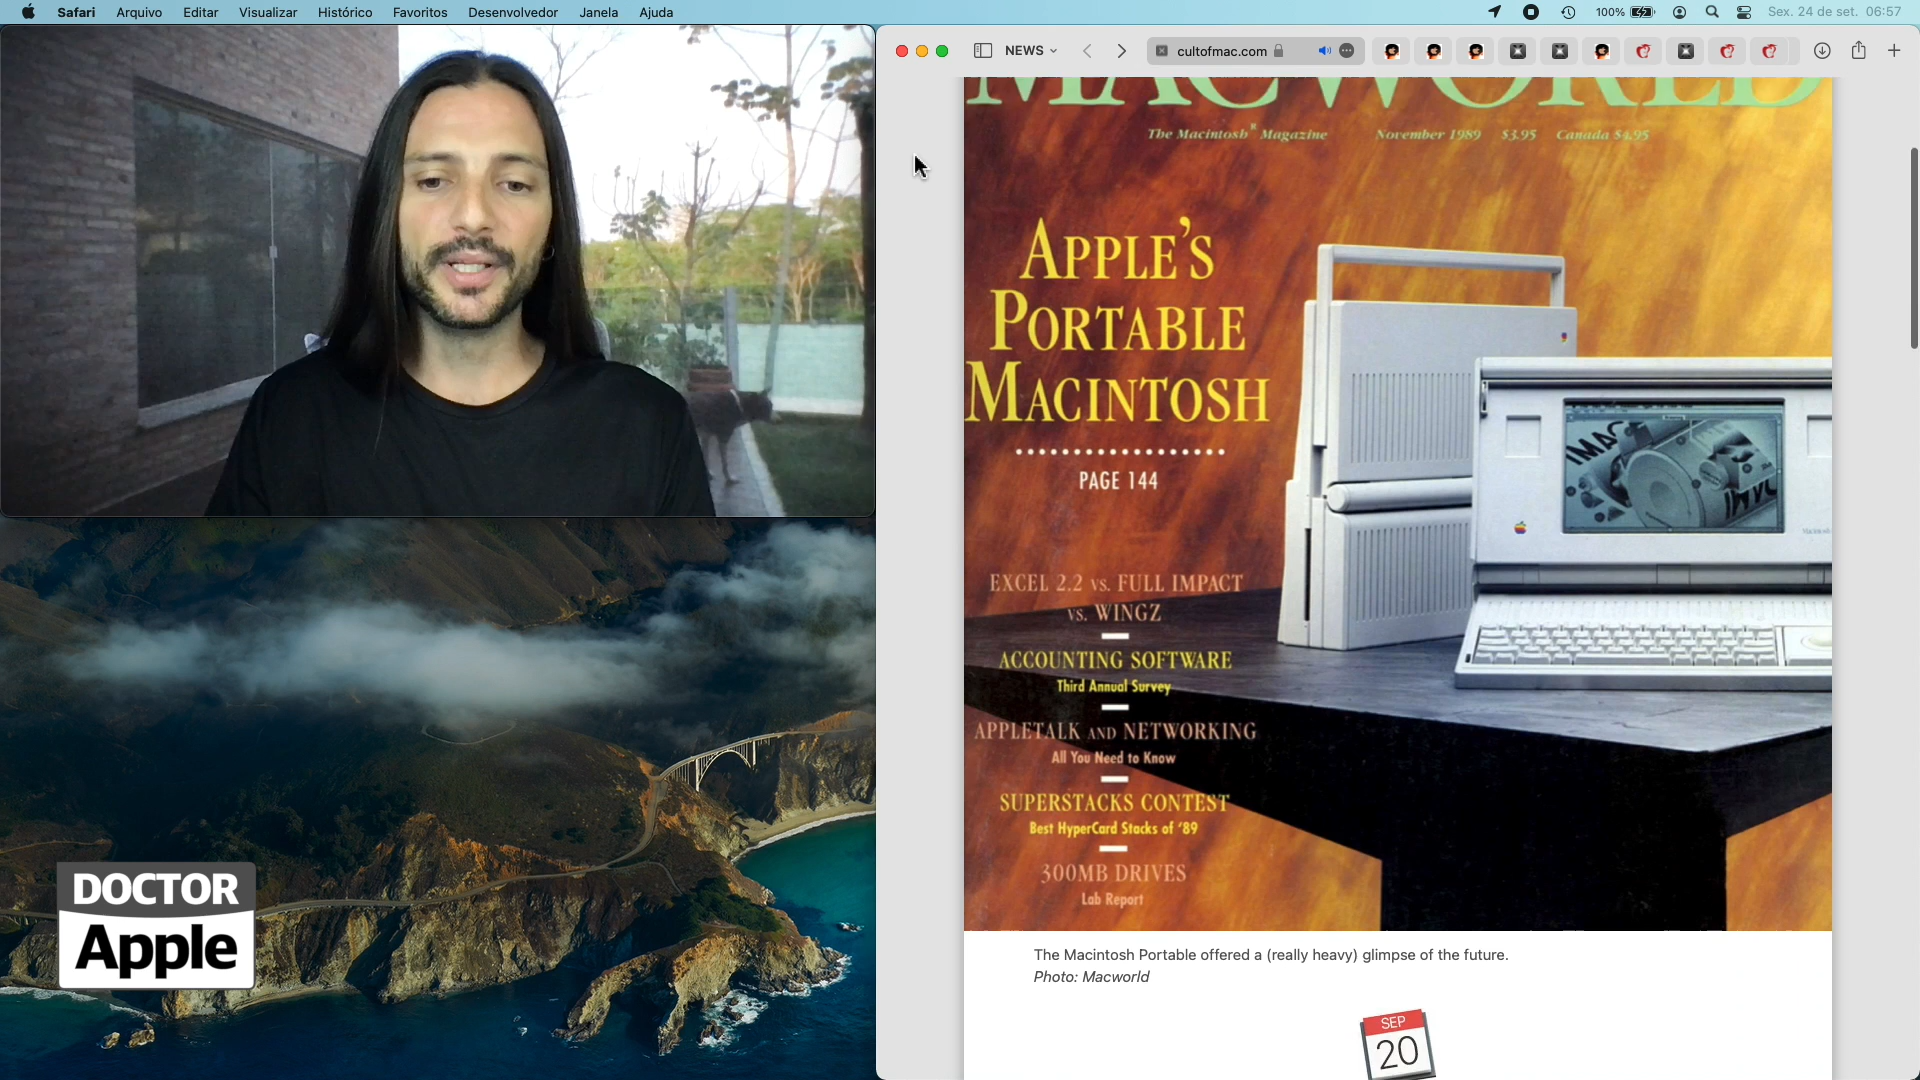 Safari Arquivo Editar Visualizar Histórico Favoritos Desenvolvedor Janela Ajuda
100% Sex. 24 de set. 06:57
NEWS
cultofmac.com
MACWORLD
The Macintosh® Magazine November 1989 $3.95 Canada $4.95
APPLE'S
PORTABLE
MACINTOSH
PAGE 144
EXCEL 2.2 vs. FULL IMPACT
vs. WINGZ
ACCOUNTING SOFTWARE
Third Annual Survey
APPLETALK AND NETWORKING
All You Need to Know
SUPERSTACKS CONTEST
Best HyperCard Stacks of '89
300MB DRIVES
Lab Report
The Macintosh Portable offered a (really heavy) glimpse of the future.
Photo: Macworld
SEP
20
DOCTOR
Apple